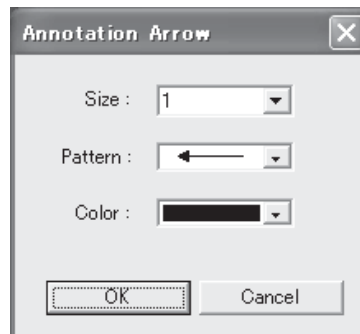 Annotation Arrow
Size : 1
Pattern :
Color :
OK Cancel